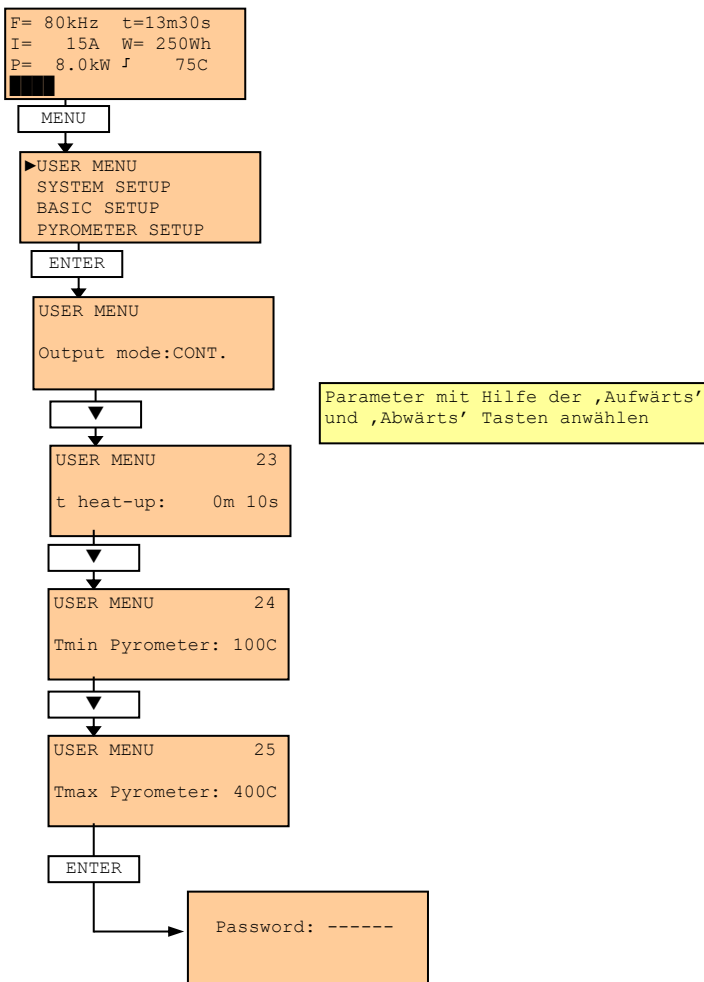 F= 80kHz  t=13m30s
I=   15A  W= 250Wh
P=  8.0kW ⌠    75C
MENU
►USER MENU
SYSTEM SETUP
BASIC SETUP
PYROMETER SETUP
ENTER
USER MENU
Output mode:CONT.
▼
Parameter mit Hilfe der ‚Aufwärts’
und ‚Abwärts’ Tasten anwählen
USER MENU        23
t heat-up:   0m 10s
▼
USER MENU        24
Tmin Pyrometer: 100C
▼
USER MENU        25
Tmax Pyrometer: 400C
ENTER
Password: ------